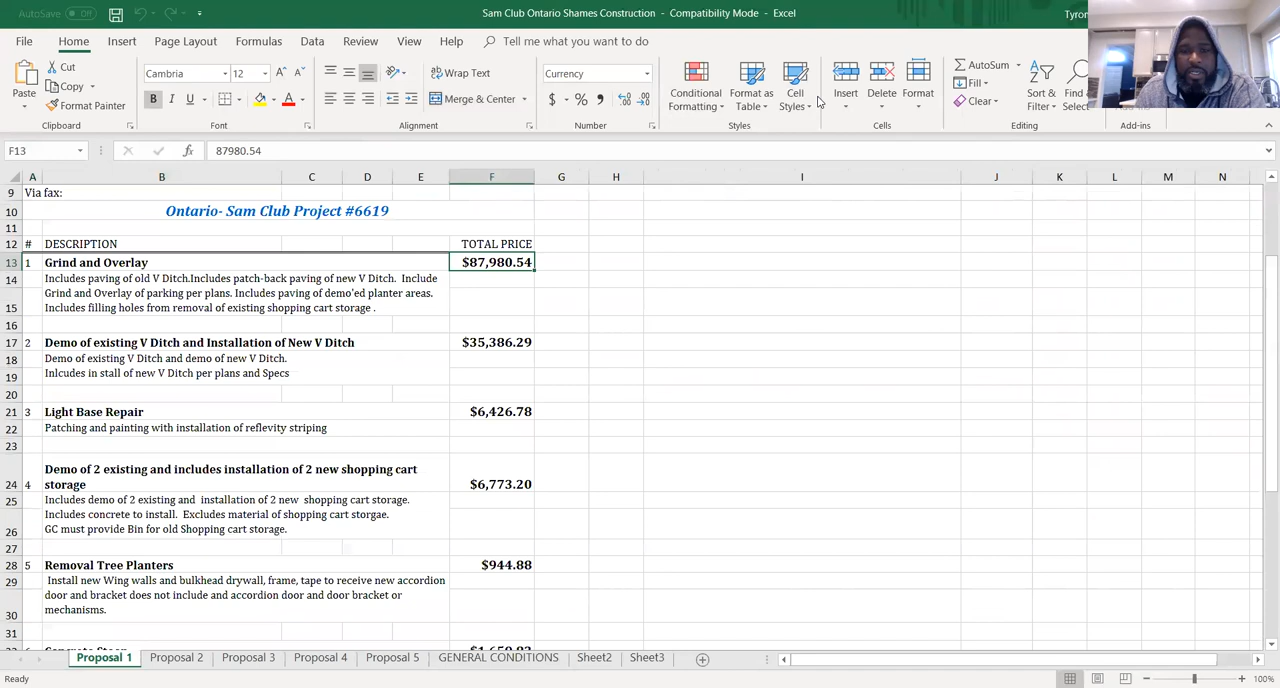 AutoSave Off
Sam Club Ontario Shames Construction - Compatibility Mode - Excel
Tyron
File Home Insert Page Layout Formulas Data Review View Help Tell me what you want to do
Paste
Cut
Copy
Format Painter
Cambria 12
B I U
Wrap Text
Merge & Center
Currency
$ % ,
Conditional Formatting
Format as Table
Cell Styles
Insert
Delete
Format
AutoSum
Fill
Clear
Sort & Filter
Find
Select
Clipboard Font Alignment Number Styles Cells Editing Add-ins
F13 fx 87980.54
A B C D E F G H I J K L M N
9 Via fax:
10 Ontario- Sam Club Project #6619
11
12 # DESCRIPTION TOTAL PRICE
13 1 Grind and Overlay $87,980.54
14 Includes paving of old V Ditch.Includes patch-back paving of new V Ditch. Include
Grind and Overlay of parking per plans. Includes paving of demo'ed planter areas.
15 Includes filling holes from removal of existing shopping cart storage .
16
17 2 Demo of existing V Ditch and Installation of New V Ditch $35,386.29
18 Demo of existing V Ditch and demo of new V Ditch.
19 Inlcudes in stall of new V Ditch per plans and Specs
20
21 3 Light Base Repair $6,426.78
22 Patching and painting with installation of reflevity striping
23
Demo of 2 existing and includes installation of 2 new shopping cart
24 4 storage $6,773.20
25 Includes demo of 2 existing and installation of 2 new shopping cart storage.
Includes concrete to install. Excludes material of shopping cart storgae.
26 GC must provide Bin for old Shopping cart storage.
27
28 5 Removal Tree Planters $944.88
29 Install new Wing walls and bulkhead drywall, frame, tape to receive new accordion
door and bracket does not include and accordion door and door bracket or
30 mechanisms.
31
Proposal 1 Proposal 2 Proposal 3 Proposal 4 Proposal 5 GENERAL CONDITIONS Sheet2 Sheet3
Ready 100%